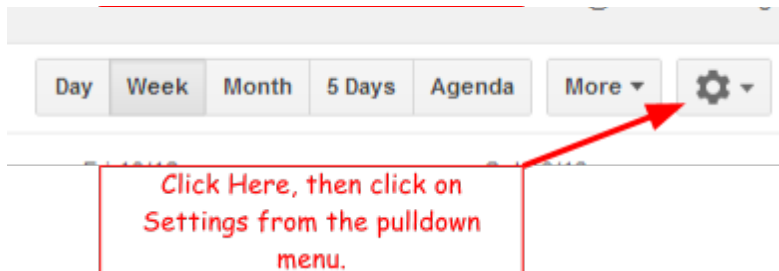 Day Week Month 5 Days Agenda More
Click Here, then click on
Settings from the pulldown
menu.